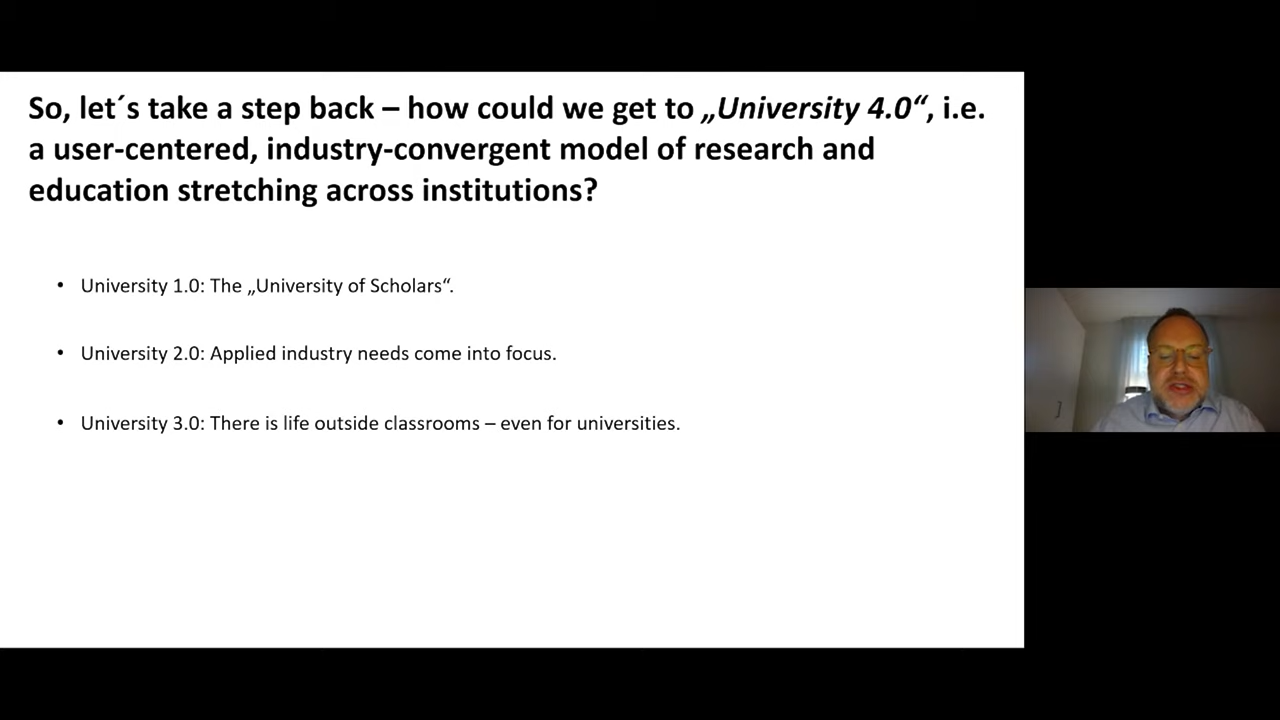 So, let´s take a step back – how could we get to „University 4.0“, i.e.
a user-centered, industry-convergent model of research and
education stretching across institutions?
• University 1.0: The „University of Scholars“.
• University 2.0: Applied industry needs come into focus.
• University 3.0: There is life outside classrooms – even for universities.